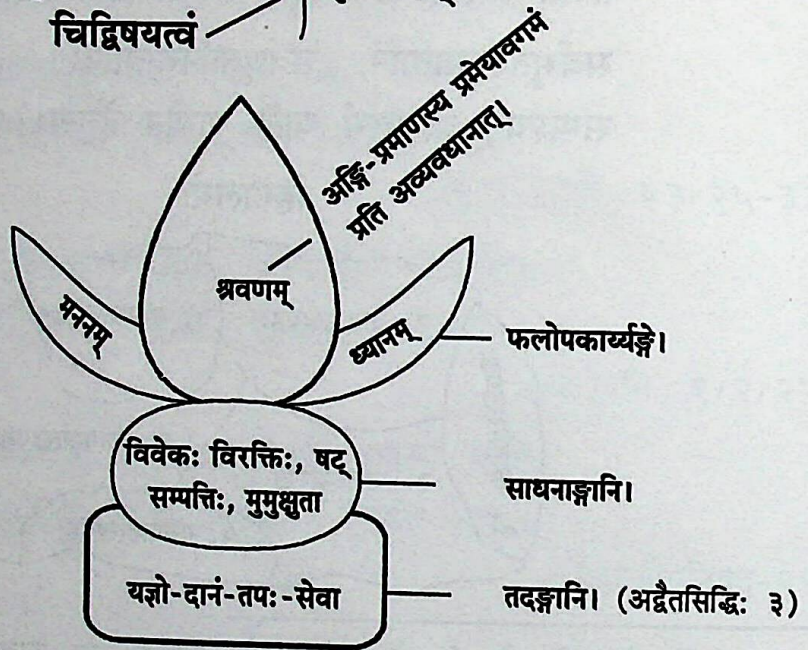 चिद्विषयत्वं
अङ्गि-प्रमाणस्य प्रमेयावगमं
प्रति अव्यवधानात्।
श्रवणम्
मननम्
ध्यानम्
फलोपकार्य्यङ्गे।
विवेकः विरक्तिः, षट्
सम्पत्तिः, मुमुक्षुता
साधनाङ्गानि।
यज्ञो-दानं-तपः-सेवा
तदङ्गानि। (अद्वैतसिद्धिः ३)